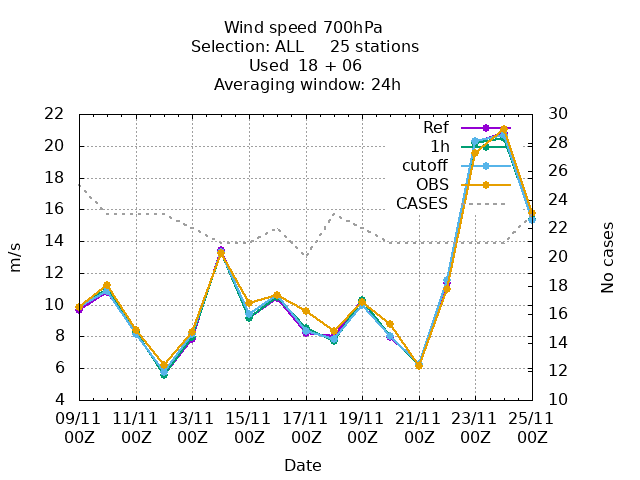 Wind speed 700hPa
Selection: ALL 25 stations
Used 18 + 06
Averaging window: 24h
22
20
18
16
14
12
10
8
6
4
m/s
30
28
26
24
22
20
18
16
14
12
10
No cases
Ref
1h
cutoff
OBS
CASES
09/11 11/11 13/11 15/11 17/11 19/11 21/11 23/11 25/11
00Z 00Z 00Z 00Z 00Z 00Z 00Z 00Z 00Z
Date